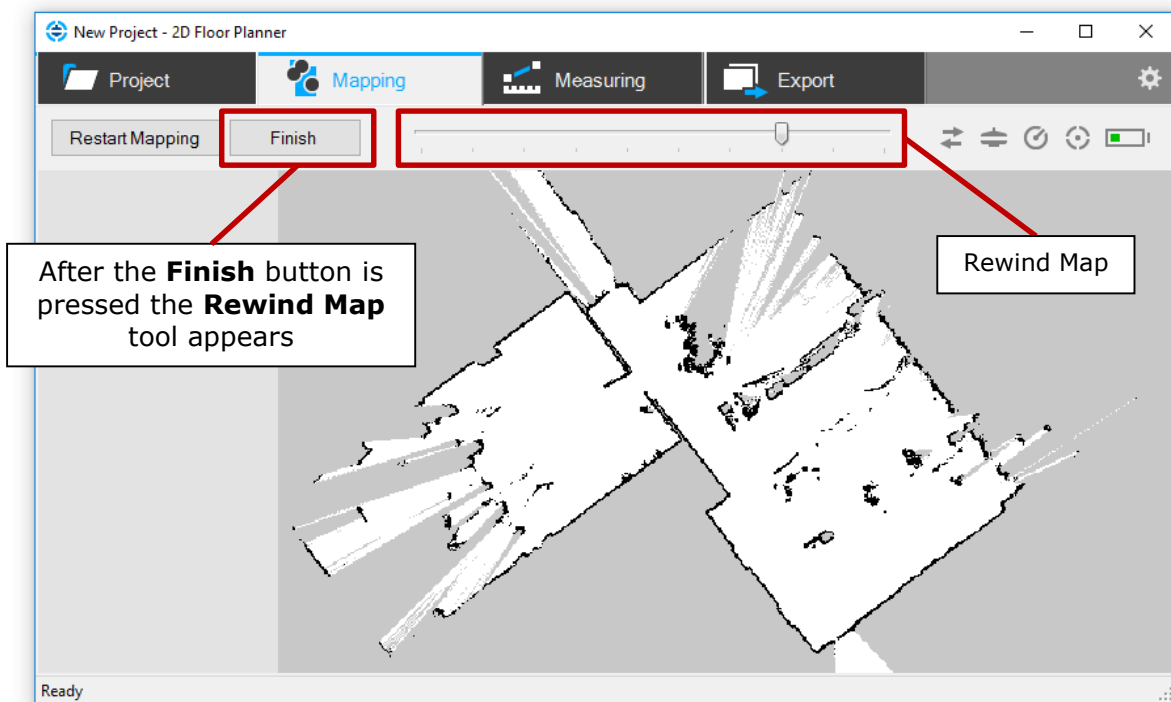 New Project - 2D Floor Planner
Project
Mapping
Measuring
Export
Restart Mapping
Finish
After the Finish button is
pressed the Rewind Map
tool appears
Rewind Map
Ready